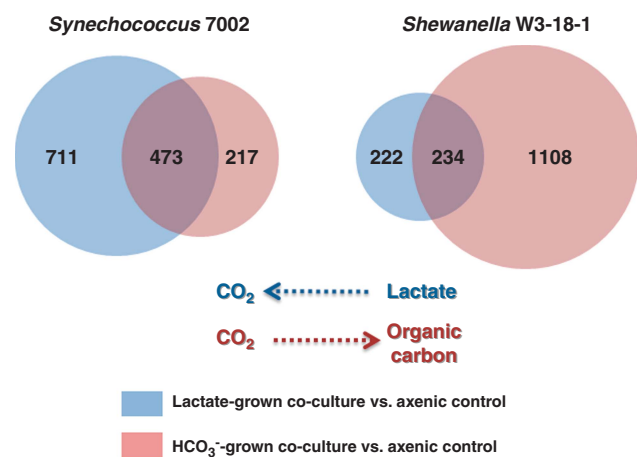 Synechococcus 7002 Shewanella W3-18-1
711 473 217 222 234 1108
CO₂ Lactate
CO₂ Organic
carbon
Lactate-grown co-culture vs. axenic control
HCO₃⁻-grown co-culture vs. axenic control